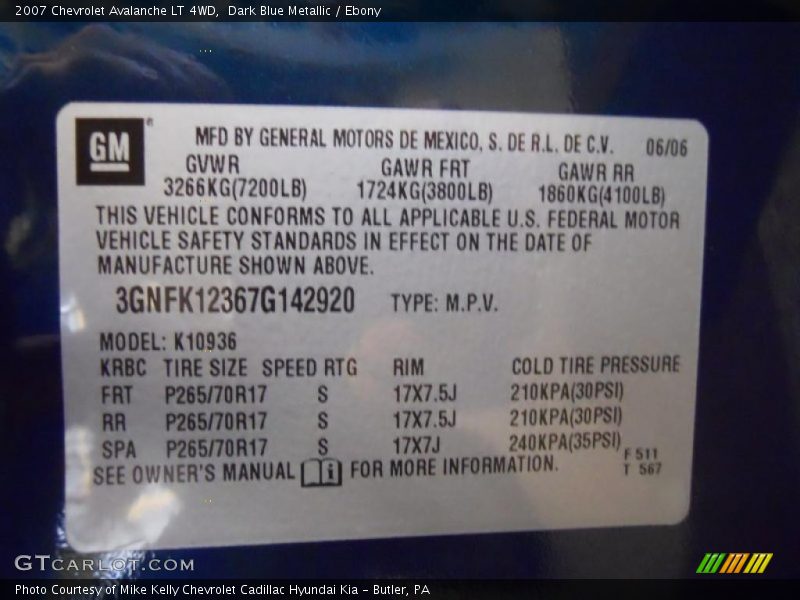 2007 Chevrolet Avalanche LT 4WD,  Dark Blue Metallic / Ebony
GM®
MFD BY GENERAL MOTORS DE MEXICO, S. DE R.L. DE C.V. 06/06
GVWR GAWR FRT GAWR RR
3266KG(7200LB) 1724KG(3800LB) 1860KG(4100LB)
THIS VEHICLE CONFORMS TO ALL APPLICABLE U.S. FEDERAL MOTOR
VEHICLE SAFETY STANDARDS IN EFFECT ON THE DATE OF
MANUFACTURE SHOWN ABOVE.
3GNFK12367G142920 TYPE: M.P.V.
MODEL: K10936
KRBC TIRE SIZE SPEED RTG RIM COLD TIRE PRESSURE
FRT P265/70R17 S 17X7.5J 210KPA(30PSI)
RR P265/70R17 S 17X7.5J 210KPA(30PSI)
SPA P265/70R17 S 17X7J 240KPA(35PSI)
F 511
SEE OWNER'S MANUAL i FOR MORE INFORMATION.
T 567
GTCARLOT.COM
Photo Courtesy of Mike Kelly Chevrolet Cadillac Hyundai Kia – Butler, PA